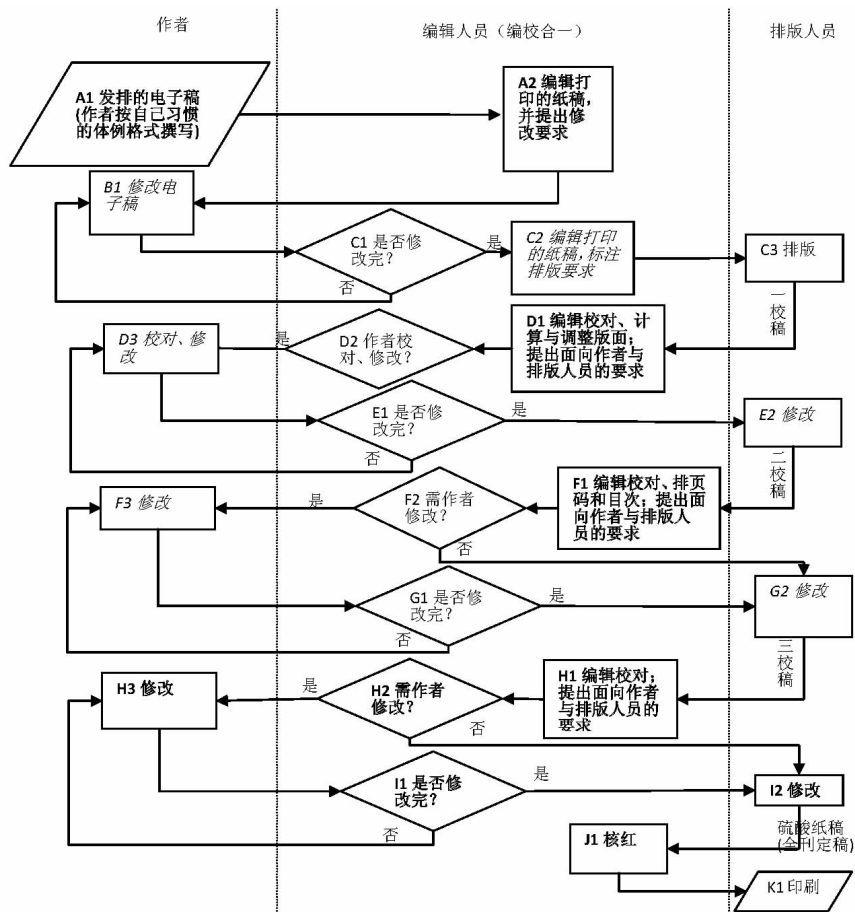 作者
编辑人员（编校合一）
排版人员
A1 发排的电子稿
(作者按自己习惯
的体例格式撰写)
A2 编辑打
印的纸稿，
并提出修
改要求
B1 修改电
子稿
C1 是否修
改完?
是
否
C2 编辑打印
的纸稿，标注
排版要求
C3 排版
一校稿
D1 编辑校对、计
算与调整版面；
提出面向作者与
排版人员的要求
D2 作者校
对、修改?
是
D3 校对、修
改
E1 是否修
改完?
是
否
E2 修改
二校稿
F1 编辑校对、排页
码和目次；提出面
向作者与排版人
员的要求
F2 需作者
修改?
是
否
F3 修改
G1 是否修
改完?
是
否
G2 修改
三校稿
H1 编辑校对；
提出面向作者
与排版人员的
要求
H2 需作者
修改?
是
否
H3 修改
I1 是否修
改完?
是
否
I2 修改
硫酸纸稿
(全刊定稿)
J1 核红
K1 印刷